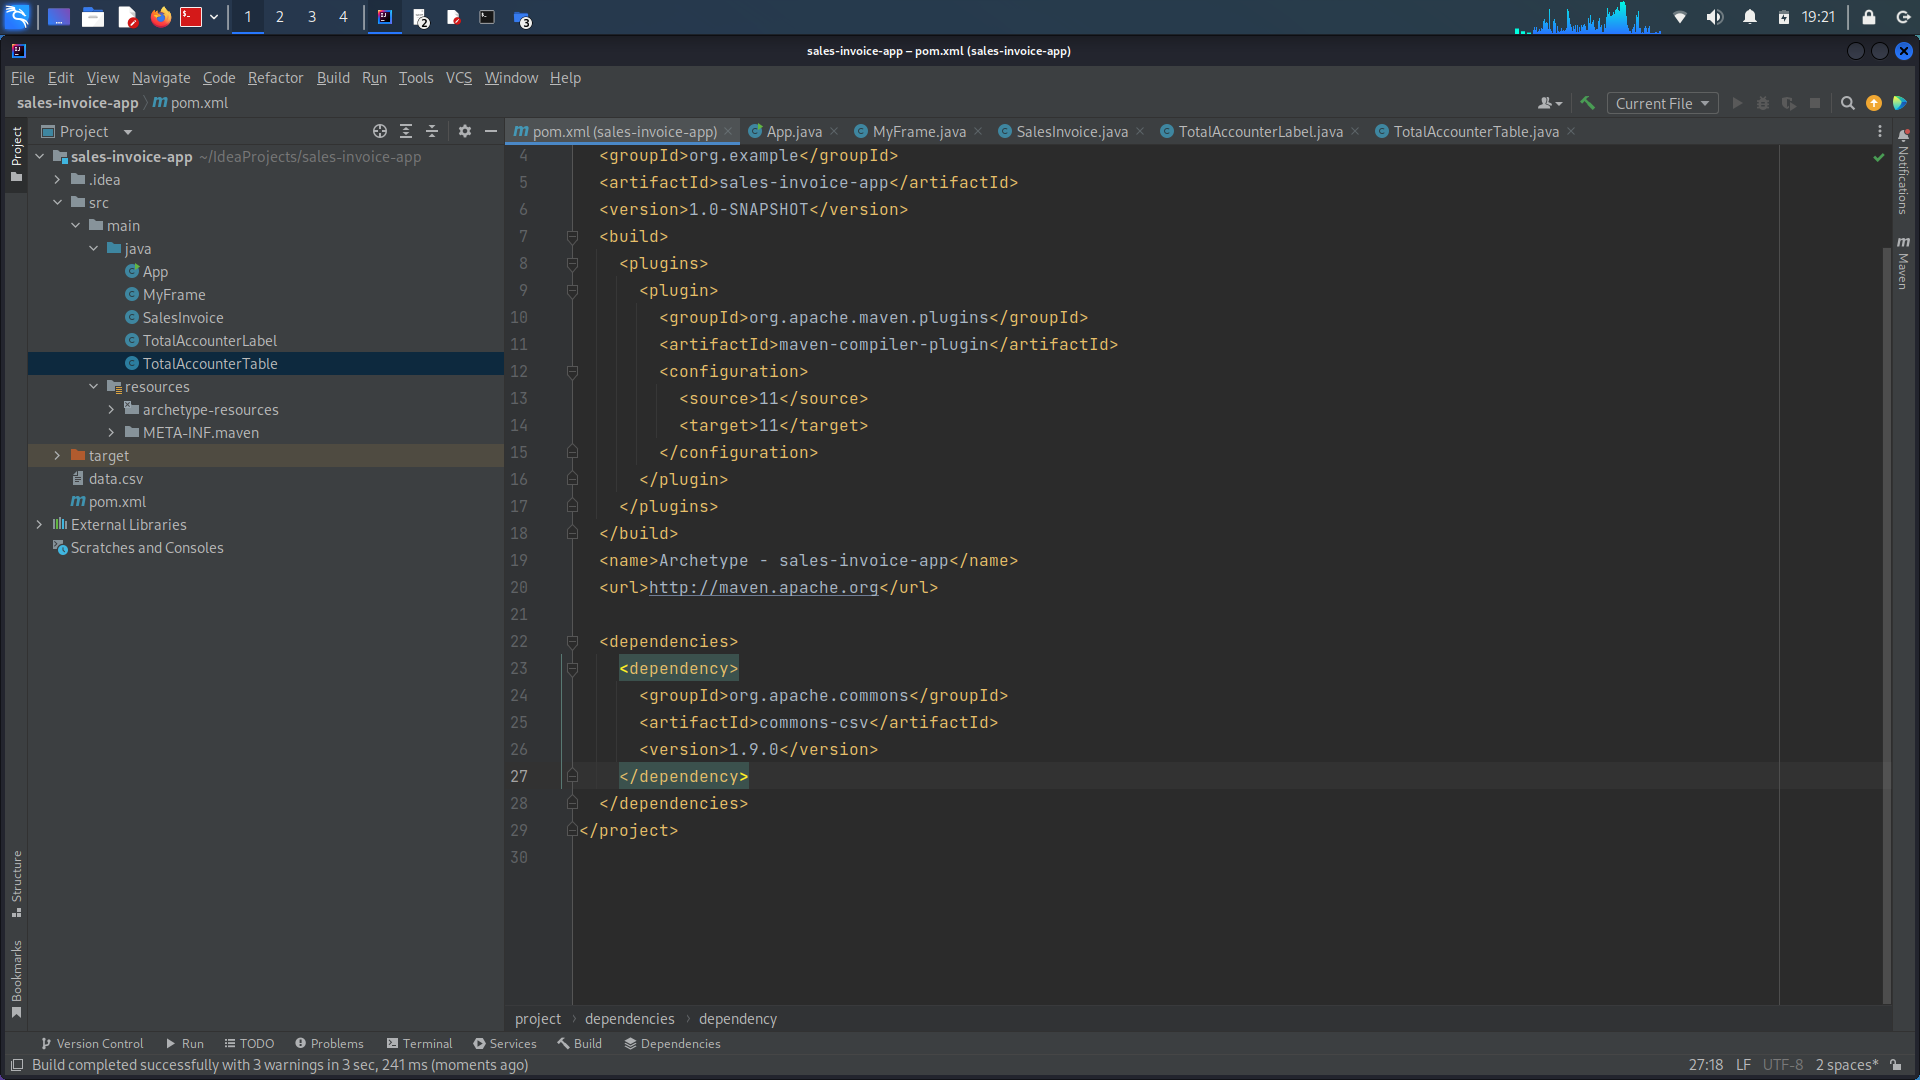 1 2 3 4 2 3 19:21
sales-invoice-app – pom.xml (sales-invoice-app)
File Edit View Navigate Code Refactor Build Run Tools VCS Window Help
sales-invoice-app pom.xml Current File
Project
pom.xml (sales-invoice-app) App.java MyFrame.java SalesInvoice.java TotalAccounterLabel.java TotalAccounterTable.java
Project
sales-invoice-app ~/IdeaProjects/sales-invoice-app
.idea
src
main
java
App
MyFrame
SalesInvoice
TotalAccounterLabel
TotalAccounterTable
resources
archetype-resources
META-INF.maven
target
data.csv
pom.xml
External Libraries
Scratches and Consoles
Structure
Bookmarks
4 <groupId>org.example</groupId>
5 <artifactId>sales-invoice-app</artifactId>
6 <version>1.0-SNAPSHOT</version>
7 <build>
8 <plugins>
9 <plugin>
10 <groupId>org.apache.maven.plugins</groupId>
11 <artifactId>maven-compiler-plugin</artifactId>
12 <configuration>
13 <source>11</source>
14 <target>11</target>
15 </configuration>
16 </plugin>
17 </plugins>
18 </build>
19 <name>Archetype - sales-invoice-app</name>
20 <url>http://maven.apache.org</url>
21
22 <dependencies>
23 <dependency>
24 <groupId>org.apache.commons</groupId>
25 <artifactId>commons-csv</artifactId>
26 <version>1.9.0</version>
27 </dependency>
28 </dependencies>
29 </project>
30
Notifications
Maven
project dependencies dependency
Version Control Run TODO Problems Terminal Services Build Dependencies
Build completed successfully with 3 warnings in 3 sec, 241 ms (moments ago) 27:18 LF UTF-8 2 spaces*